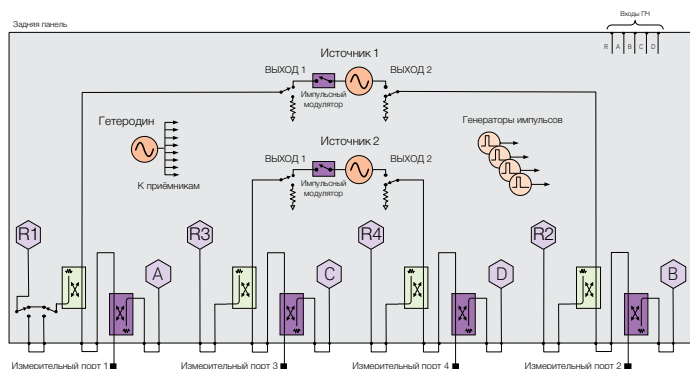 Входы ПЧ
Задняя панель
R A B C D
Источник 1
ВЫХОД 1
ВЫХОД 2
Импульсный
модулятор
Гетеродин
К приёмникам
Генераторы импульсов
Источник 2
ВЫХОД 1
ВЫХОД 2
Импульсный
модулятор
R1
A
R3
C
R4
D
R2
B
Измерительный порт 1
Измерительный порт 3
Измерительный порт 4
Измерительный порт 2